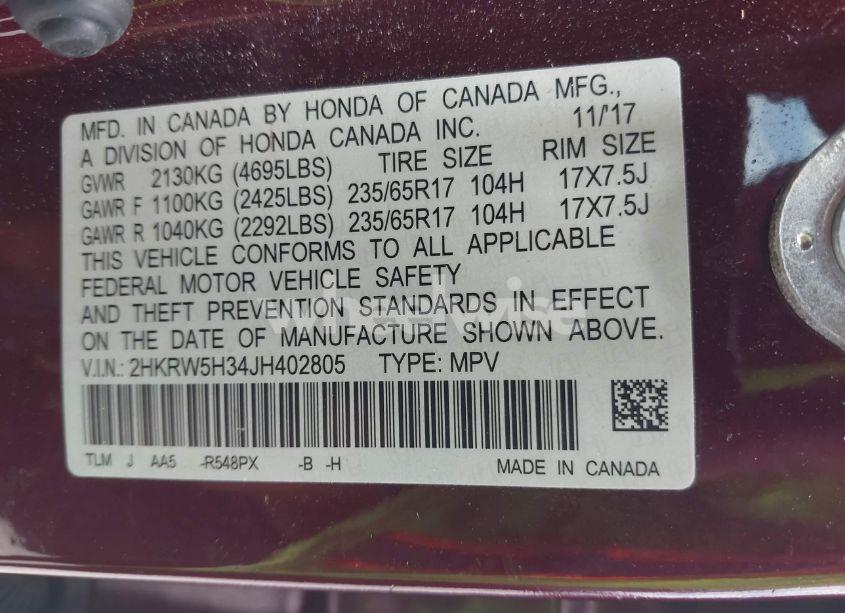 MFD. IN CANADA BY HONDA OF CANADA MFG.,
A DIVISION OF HONDA CANADA INC. 11/'17
GVWR 2130KG (4695LBS) TIRE SIZE RIM SIZE
GAWR F 1100KG (2425LBS) 235/65R17 104H 17X7.5J
GAWR R 1040KG (2292LBS) 235/65R17 104H 17X7.5J
THIS VEHICLE CONFORMS TO ALL APPLICABLE
FEDERAL MOTOR VEHICLE SAFETY
AND THEFT PREVENTION STANDARDS IN EFFECT
ON THE DATE OF MANUFACTURE SHOWN ABOVE.
V.I.N.: 2HKRW5H34JH402805 TYPE: MPV
TLM J AA5 -R548PX -B -H MADE IN CANADA